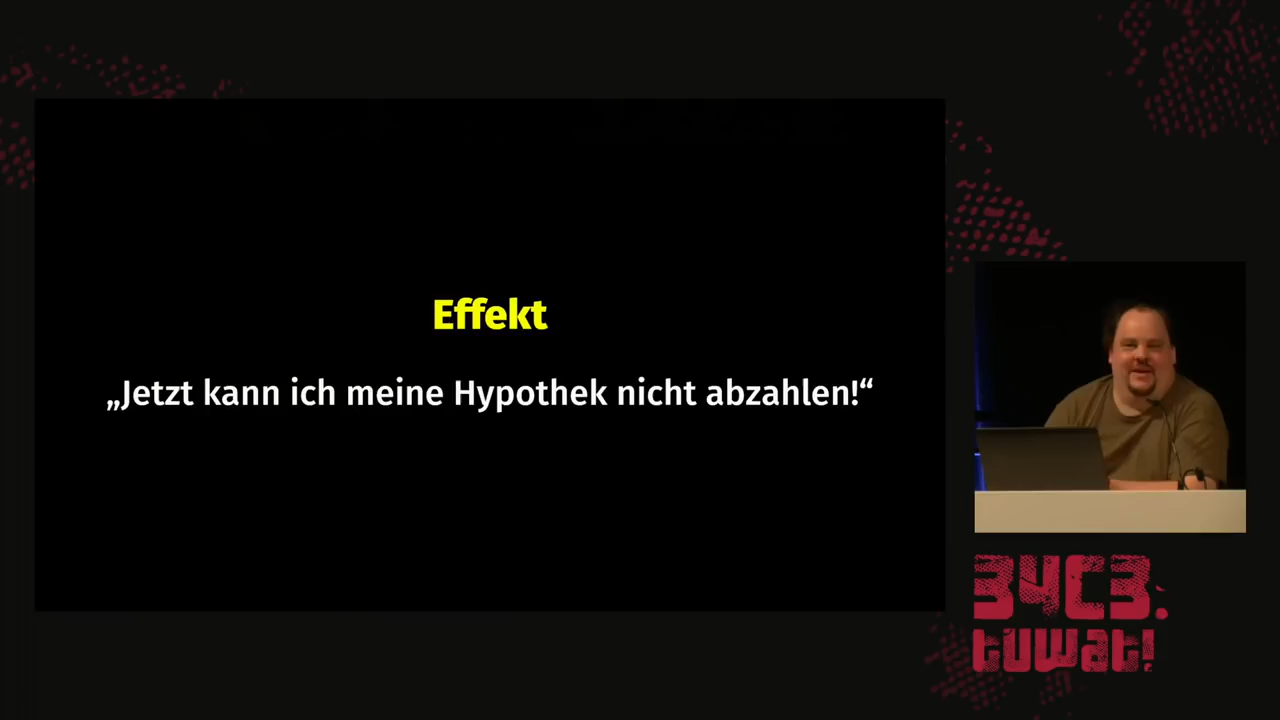 Effekt
„Jetzt kann ich meine Hypothek nicht abzahlen!“
34C3.
tuwat!